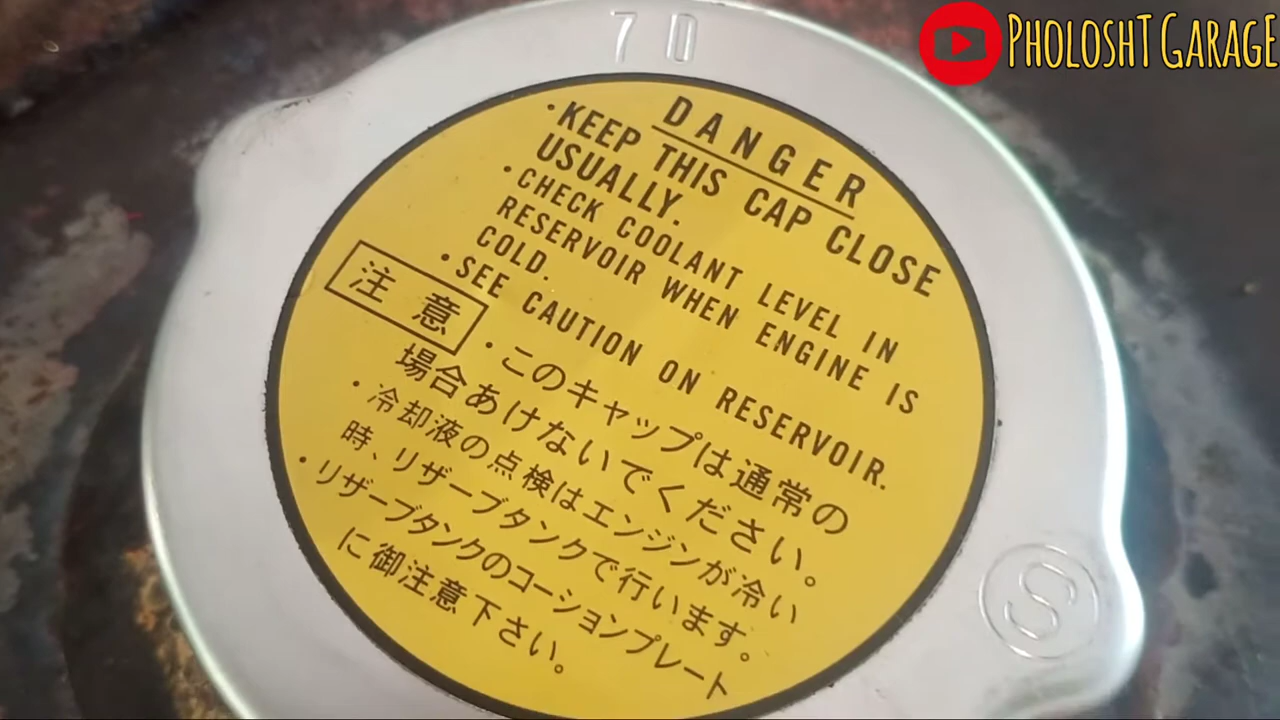 PHOLOSHT GARAGE
70
DANGER
・KEEP THIS CAP CLOSE
USUALLY.
・CHECK COOLANT LEVEL IN
RESERVOIR WHEN ENGINE IS
COLD.
・SEE CAUTION ON RESERVOIR.
注意
・このキャップは通常の
場合あけないでください。
・冷却液の点検はエンジンが冷い
時、リザーブタンクで行います。
・リザーブタンクのコーションプレート
に御注意下さい。
S